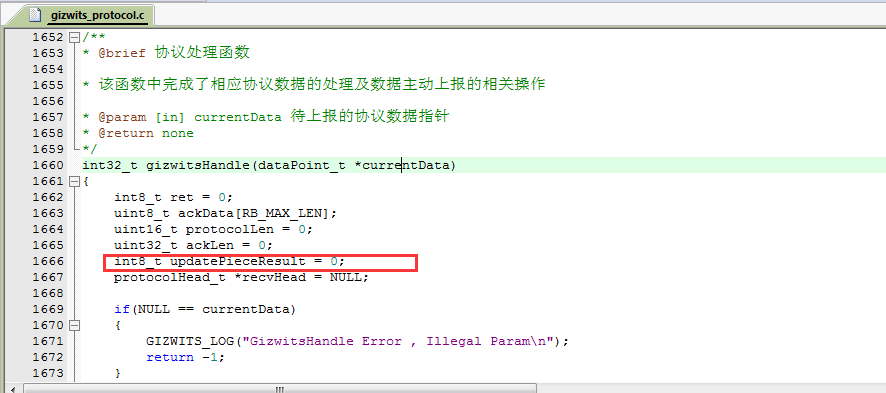 gizwits_protocol.c
1652 /**
1653 * @brief 协议处理函数
1654
1655 * 该函数中完成了相应协议数据的处理及数据主动上报的相关操作
1656
1657 * @param [in] currentData 待上报的协议数据指针
1658 * @return none
1659 */
1660 int32_t gizwitsHandle(dataPoint_t *currentData)
1661 {
1662 int8_t ret = 0;
1663 uint8_t ackData[RB_MAX_LEN];
1664 uint16_t protocolLen = 0;
1665 uint32_t ackLen = 0;
1666 int8_t updatePieceResult = 0;
1667 protocolHead_t *recvHead = NULL;
1668
1669 if(NULL == currentData)
1670 {
1671 GIZWITS_LOG("GizwitsHandle Error , Illegal Param\n");
1672 return -1;
1673 }